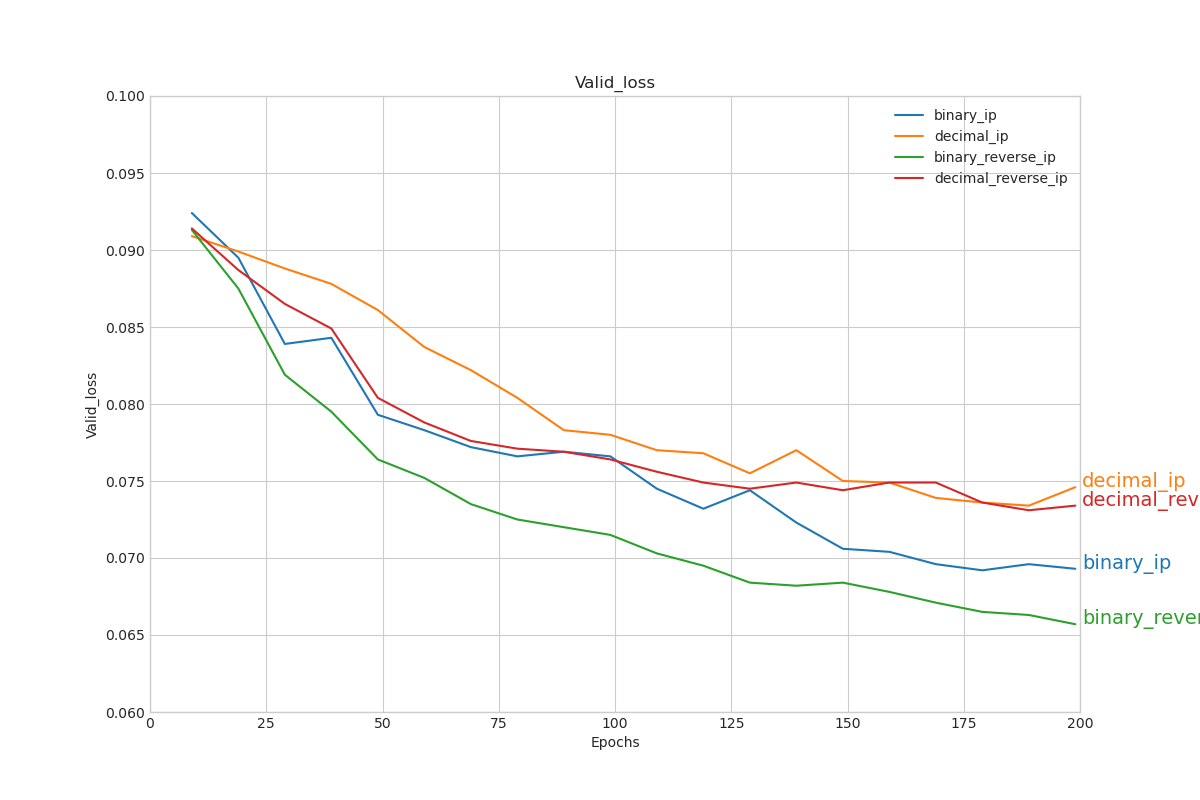 Valid_loss
0.100
0.095
0.090
0.085
0.080
0.075
0.070
0.065
0.060
Valid_loss
binary_ip
decimal_ip
binary_reverse_ip
decimal_reverse_ip
decimal_ip
decimal_rev
binary_ip
binary_rever
0
25
50
75
100
125
150
175
200
Epochs